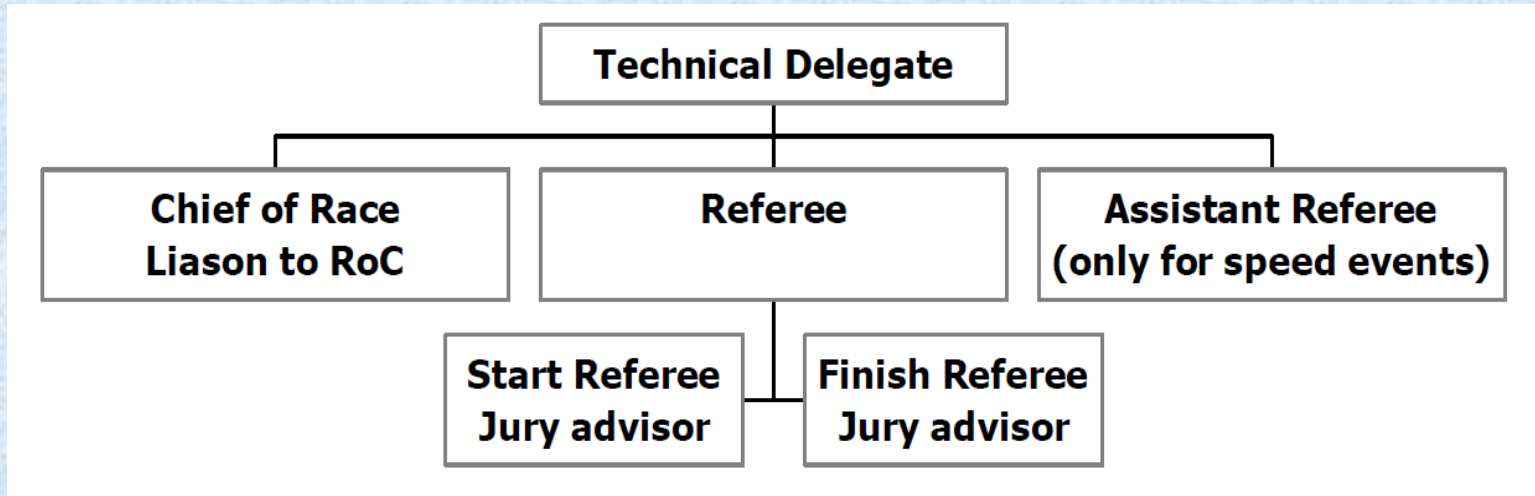 Technical Delegate
Chief of Race
Liason to RoC
Referee
Assistant Referee
(only for speed events)
Start Referee
Jury advisor
Finish Referee
Jury advisor